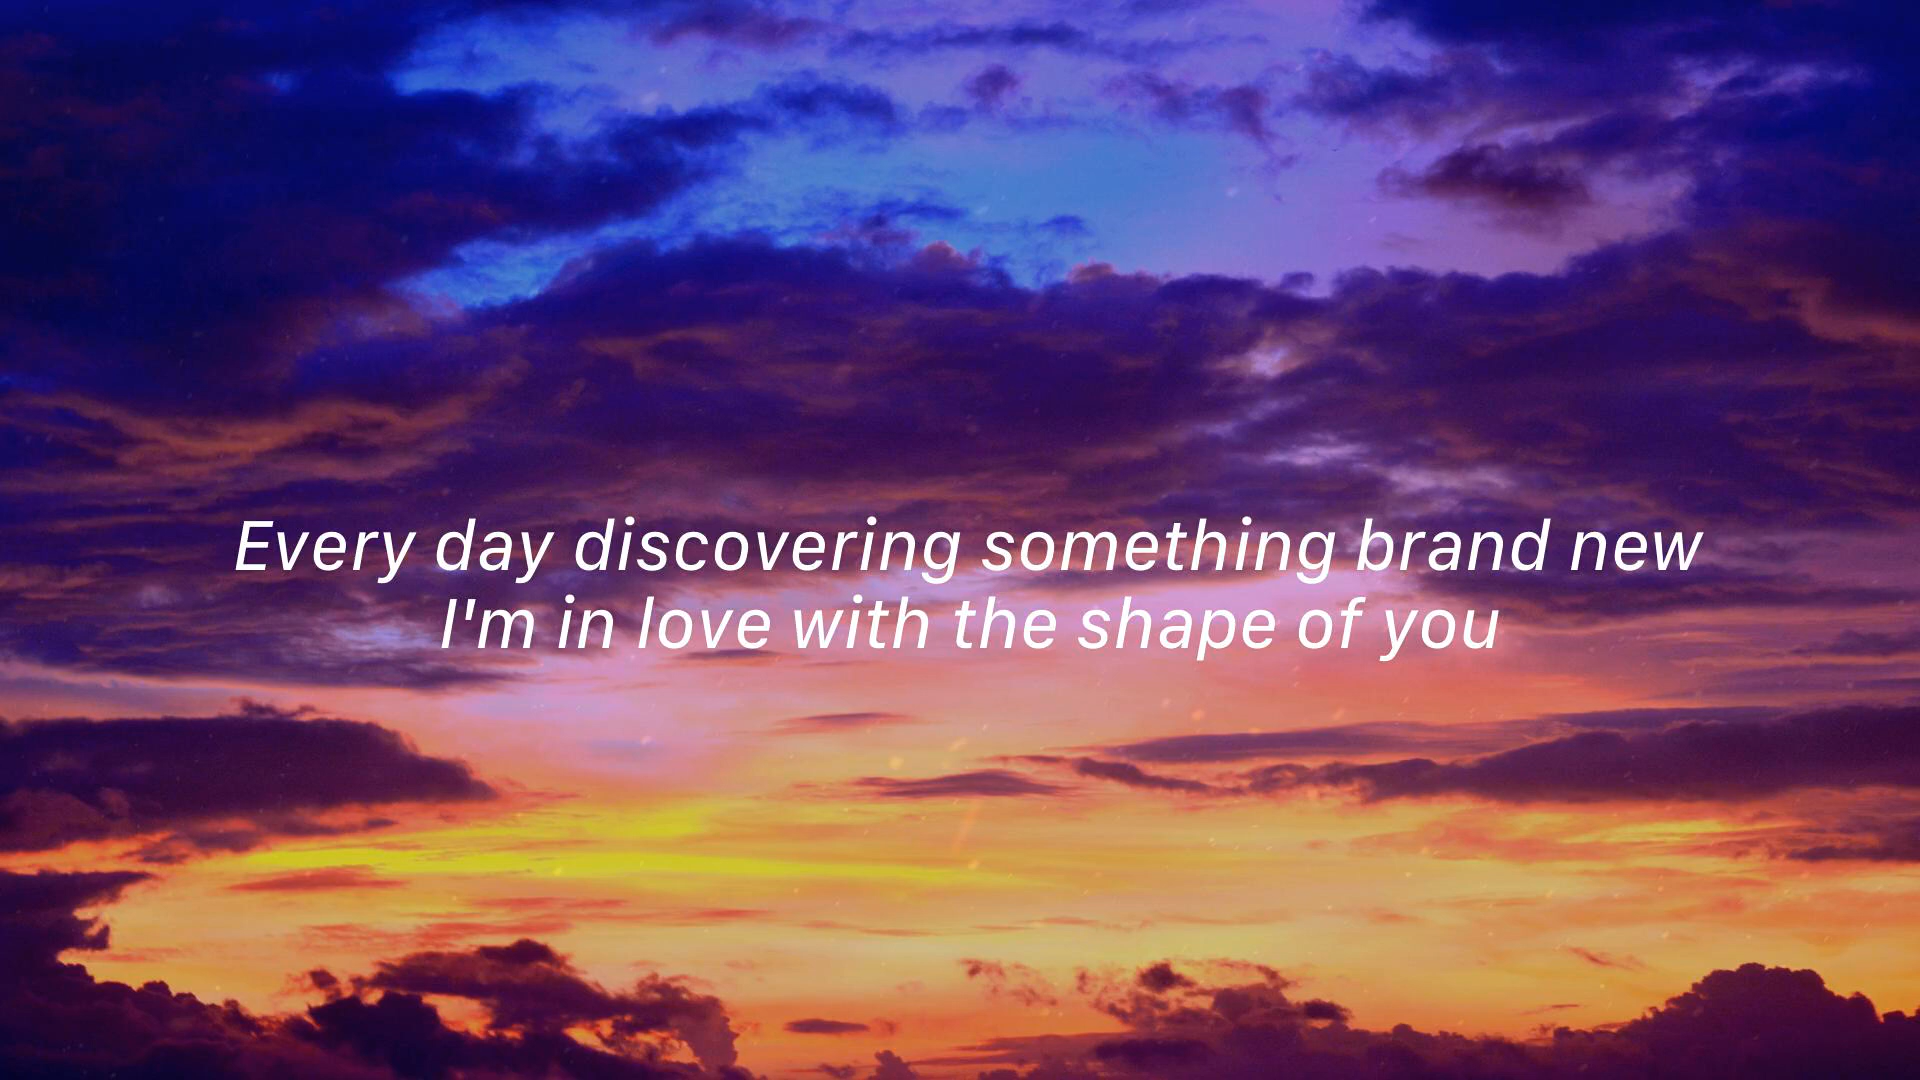 Every day discovering something brand new
I'm in love with the shape of you